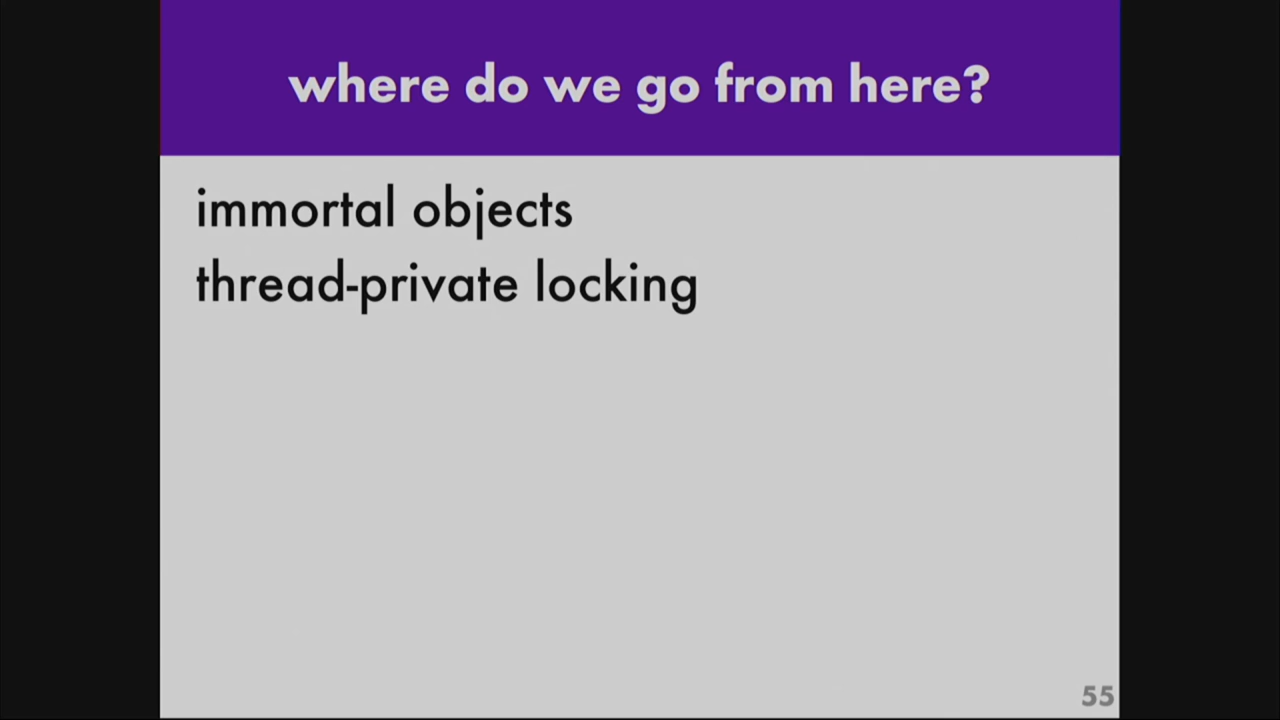 where do we go from here?
immortal objects
thread-private locking
55